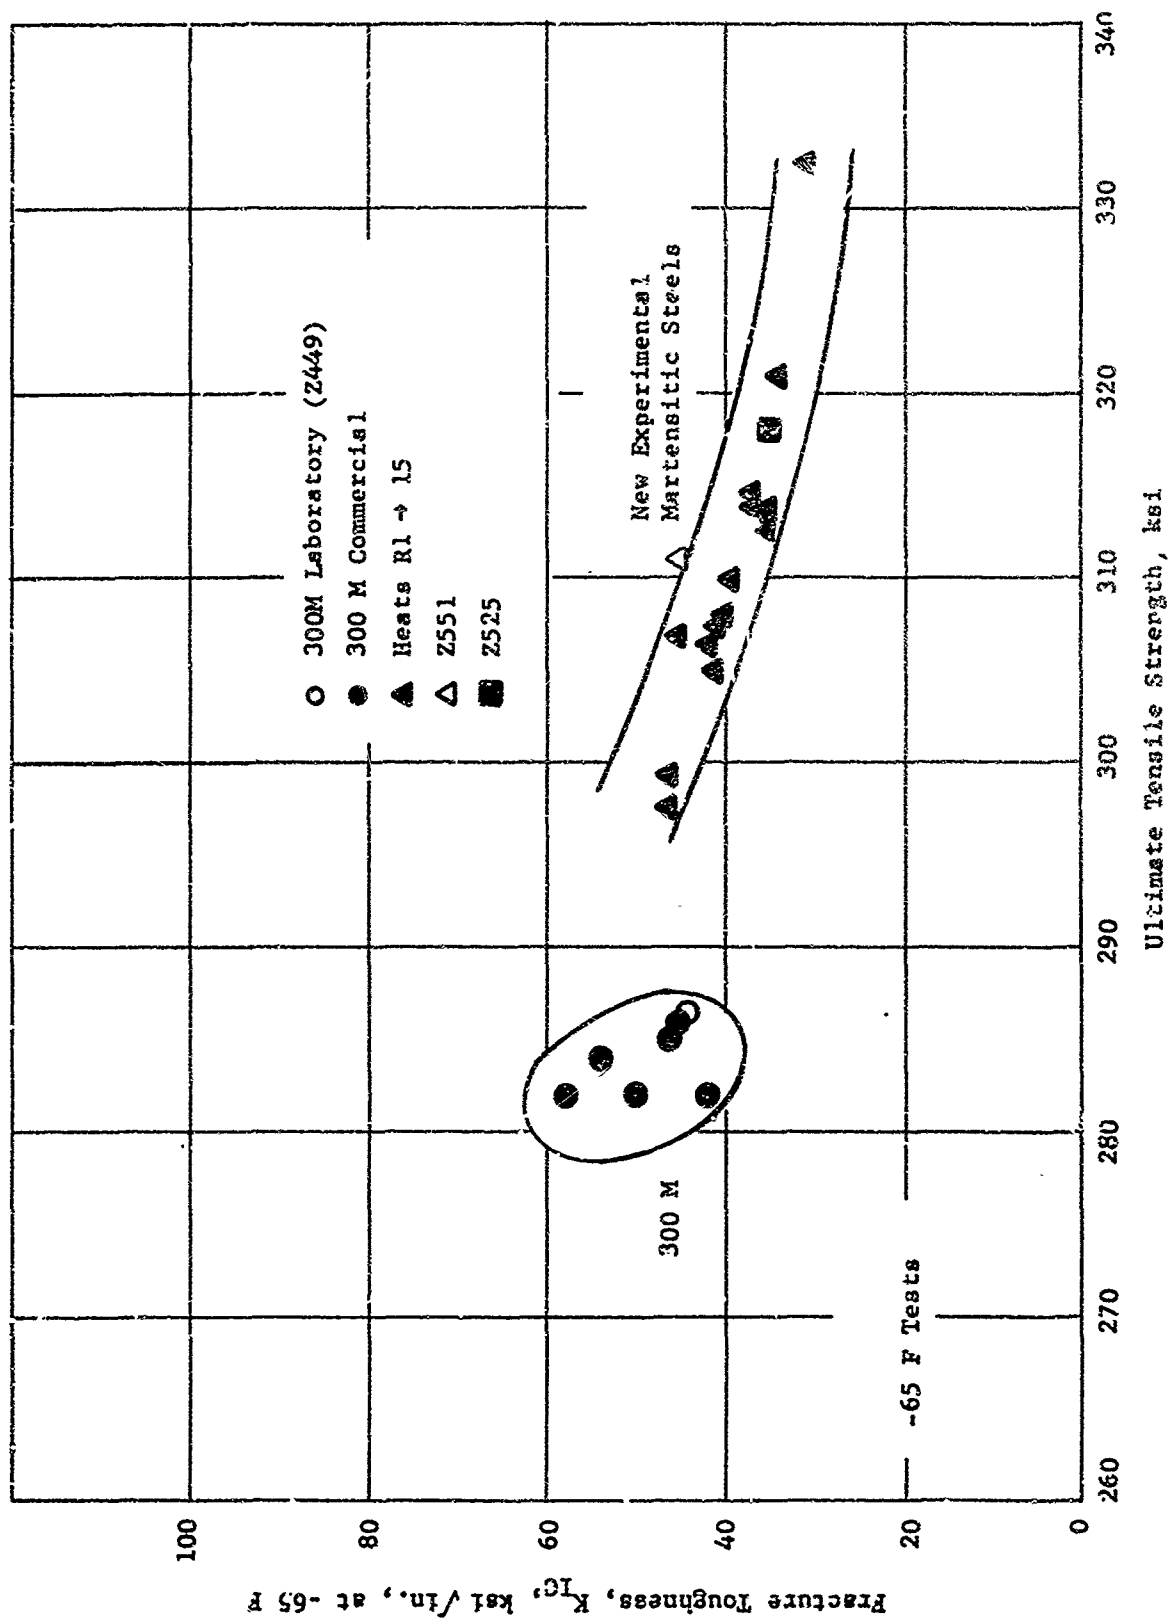 Fracture Toughness, KIC, ksi √in., at -65 F
100
80
60
40
20
0
300M Laboratory (Z449)
300 M Commercial
Heats R1 → 15
Z551
Z525
New Experimental
Martensitic Steels
300 M
-65 F Tests
260
270
280
290
300
310
320
330
340
Ultimate Tensile Strength, ksi